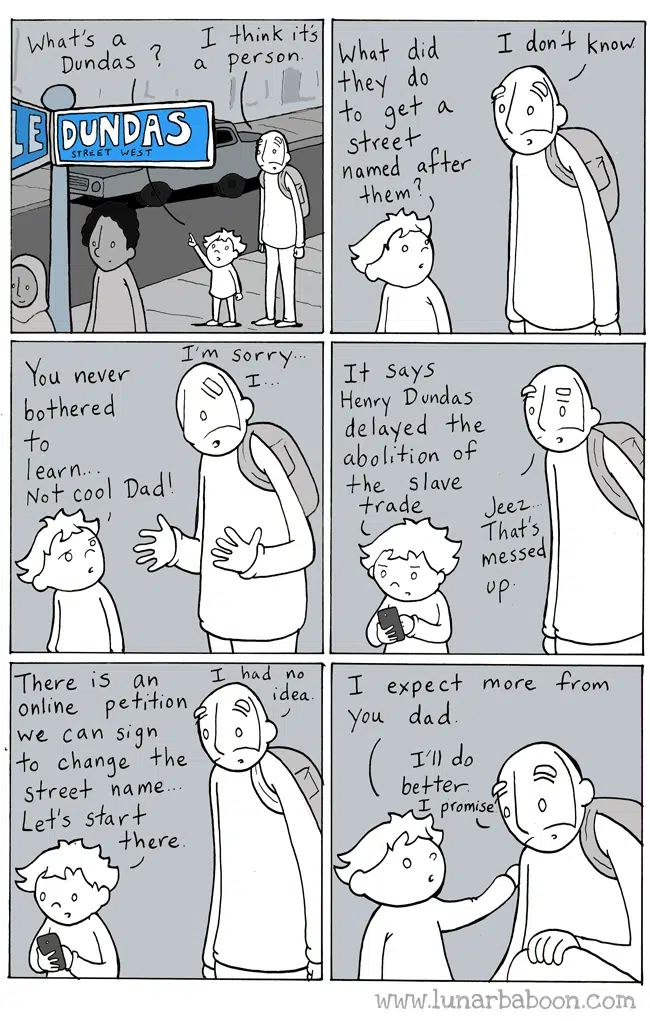 What's a
Dundas ?
I think it's
a person.
LE
DUNDAS
STREET WEST
What did
they do
to get a
street
named after
them?
I don't know.
You never
bothered
to
learn...
Not cool Dad!
I'm sorry...
I...
It says
Henry Dundas
delayed the
abolition of
the slave
trade
Jeez...
That's
messed
up.
There is an
online petition
we can sign
to change the
street name...
Let's start
there.
I had no
idea.
I expect more from
you dad.
I'll do
better.
I promise
www.lunarbaboon.com